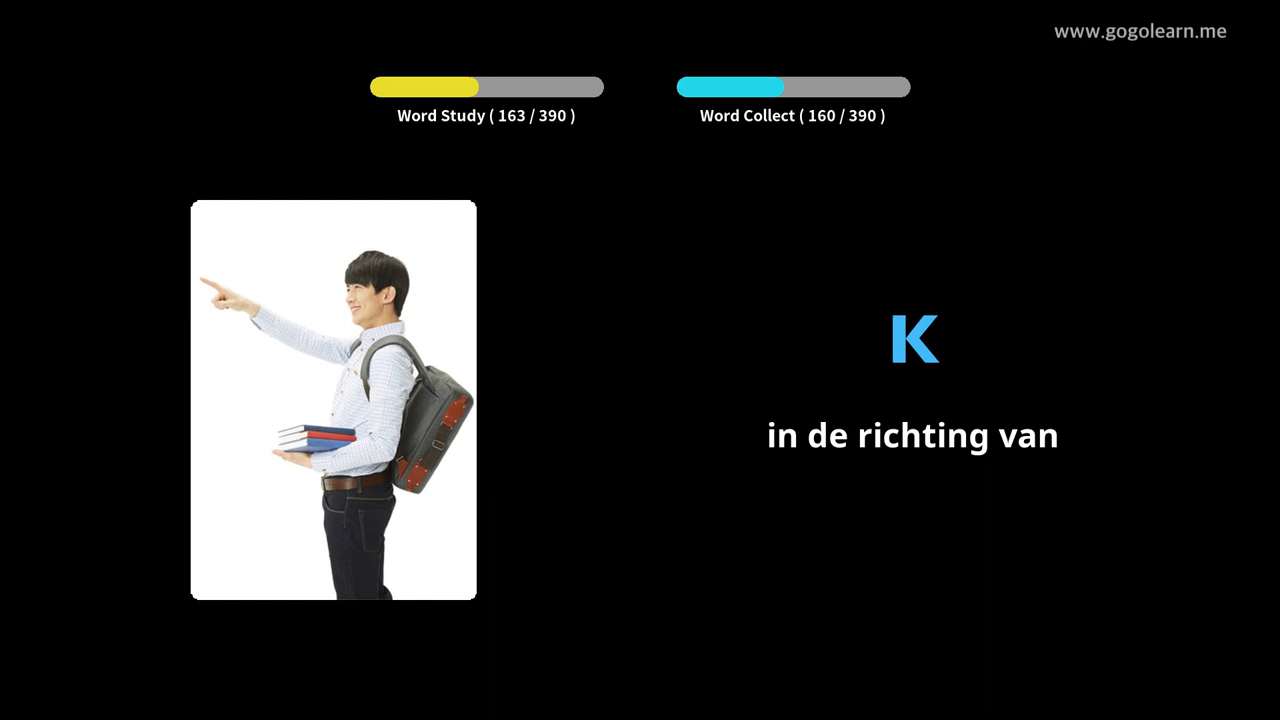 www.gogolearn.me
Word Study ( 163 / 390 )
Word Collect ( 160 / 390 )
к
in de richting van